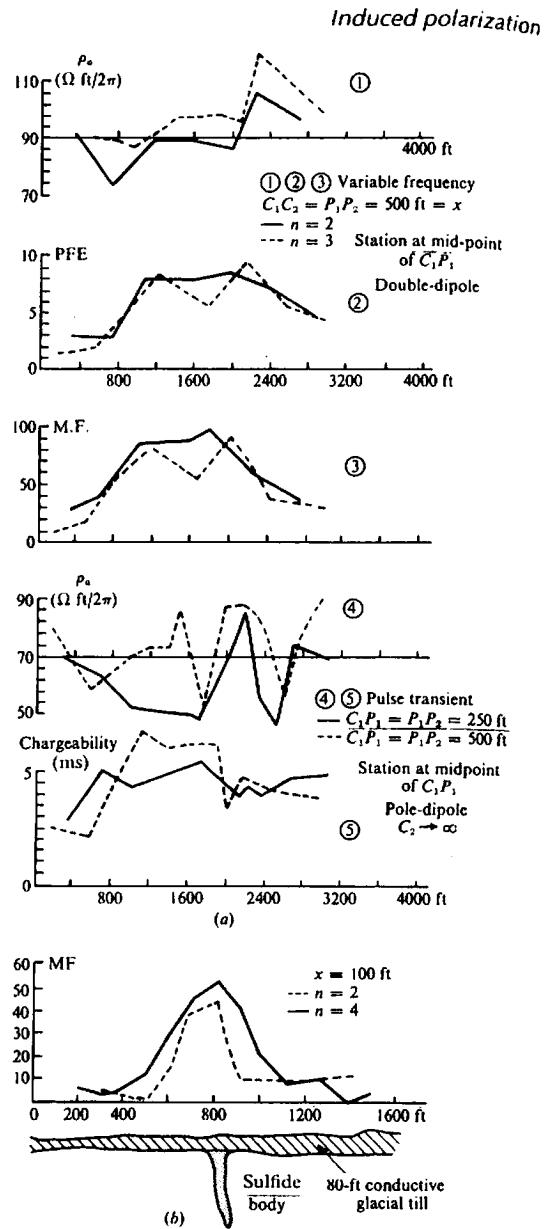 Induced polarization
ρₐ
(Ω ft/2π)
110
90
70
①
4000 ft
① ② ③ Variable frequency
C₁C₂ = P₁P₂ = 500 ft = x
n = 2
n = 3
Station at mid-point
of C₁P₁
Double-dipole
PFE
10
5
0
②
800 1600 2400 3200 4000
ft
M.F.
100
50
0
③
ρₐ
(Ω ft/2π)
90
70
50
④
④ ⑤ Pulse transient
C₁P₁ = P₁P₂ = 250 ft
C₁P₁ = P₁P₂ = 500 ft
Station at midpoint
of C₁P₁
Pole-dipole
C₂ → ∞
Chargeability
(ms)
5
0
⑤
800 1600 2400 3200 4000 ft
(a)
MF
60
50
40
30
20
10
x = 100 ft
n = 2
n = 4
0 200 400 800 1200 1600 ft
Sulfide
body
80-ft conductive
glacial till
(b)